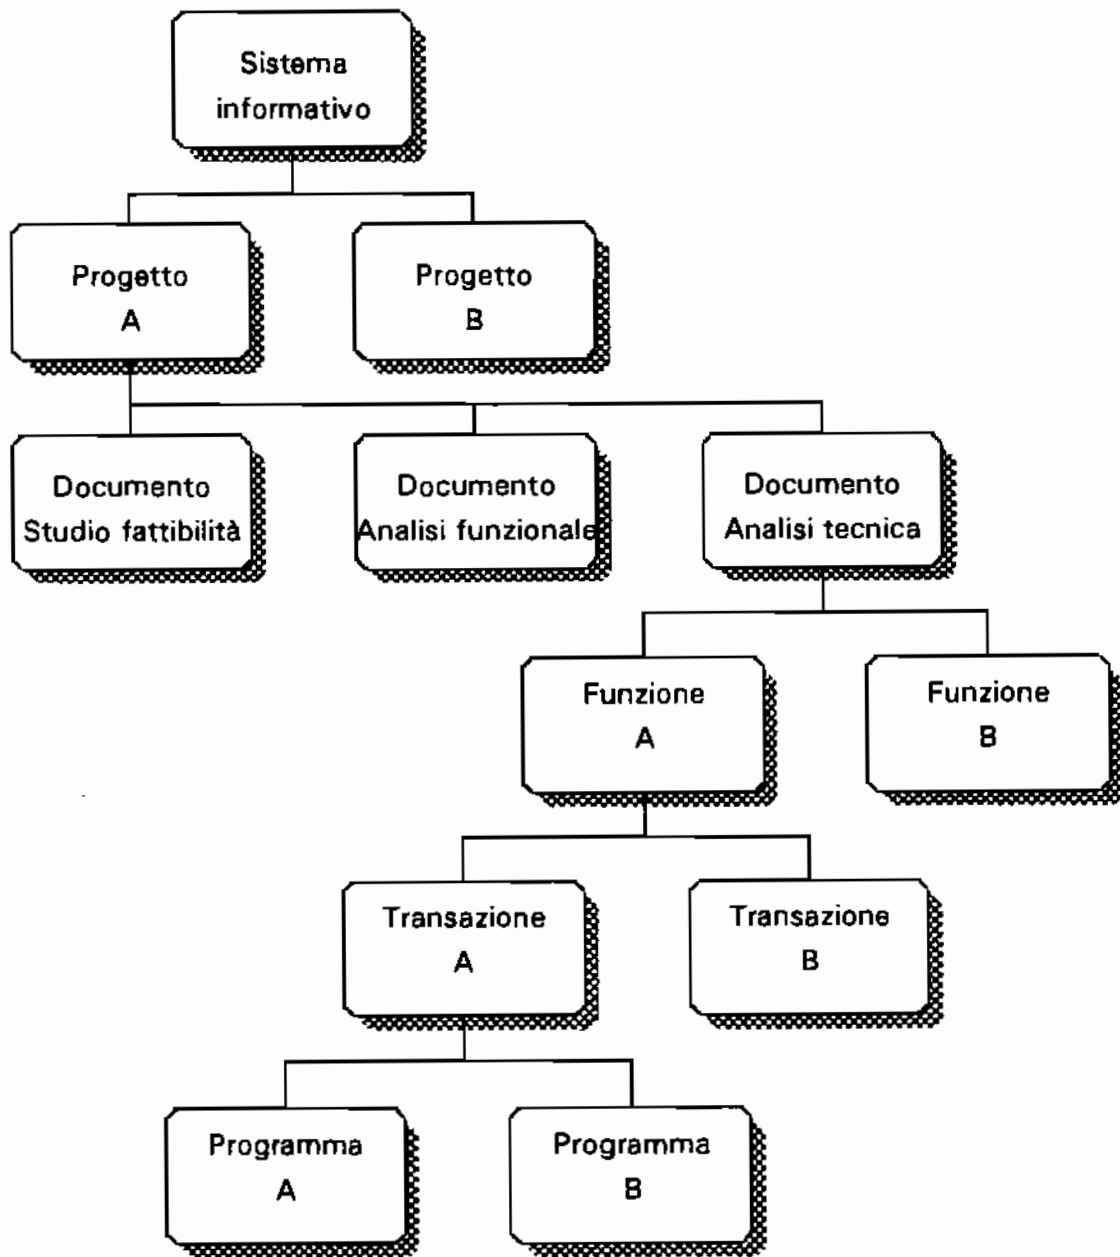 Sistema
informativo
Progetto
A
Progetto
B
Documento
Studio fattibilità
Documento
Analisi funzionale
Documento
Analisi tecnica
Funzione
A
Funzione
B
Transazione
A
Transazione
B
Programma
A
Programma
B